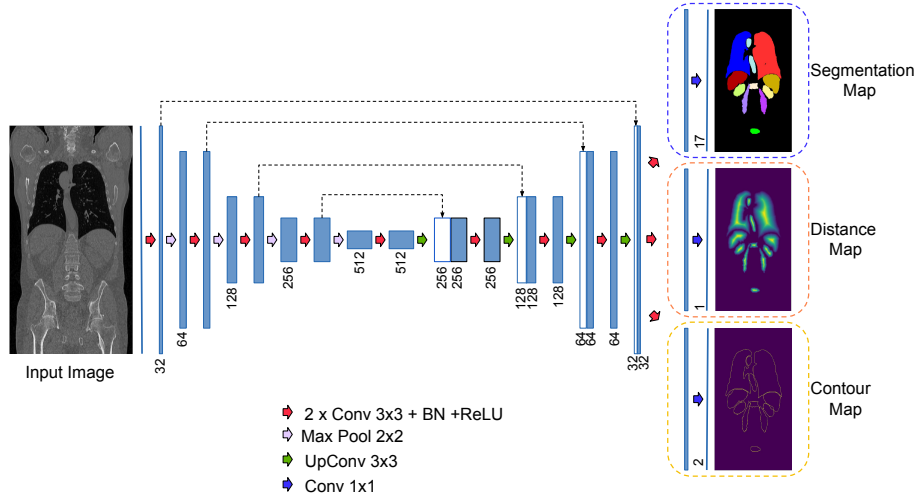 17
Segmentation
Map
Input Image
32
64
128
256
512
512
256
256
256
128
128
128
64
64
64
32
32
1
Distance
Map
2
Contour
Map
2 x Conv 3x3 + BN +ReLU
Max Pool 2x2
UpConv 3x3
Conv 1x1